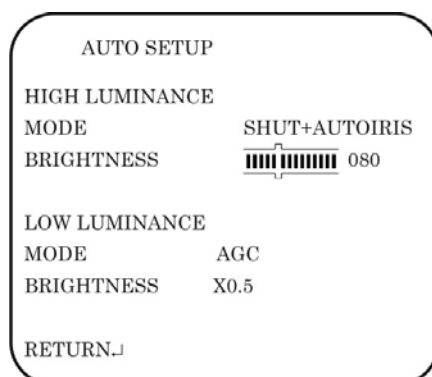 AUTO SETUP
HIGH LUMINANCE
MODE SHUT+AUTOIRIS
BRIGHTNESS 080
LOW LUMINANCE
MODE AGC
BRIGHTNESS X0.5
RETURN↵